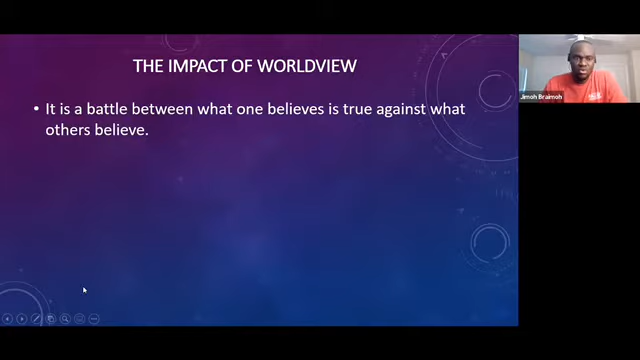 THE IMPACT OF WORLDVIEW
• It is a battle between what one believes is true against what
others believe.
Jimoh Braimoh